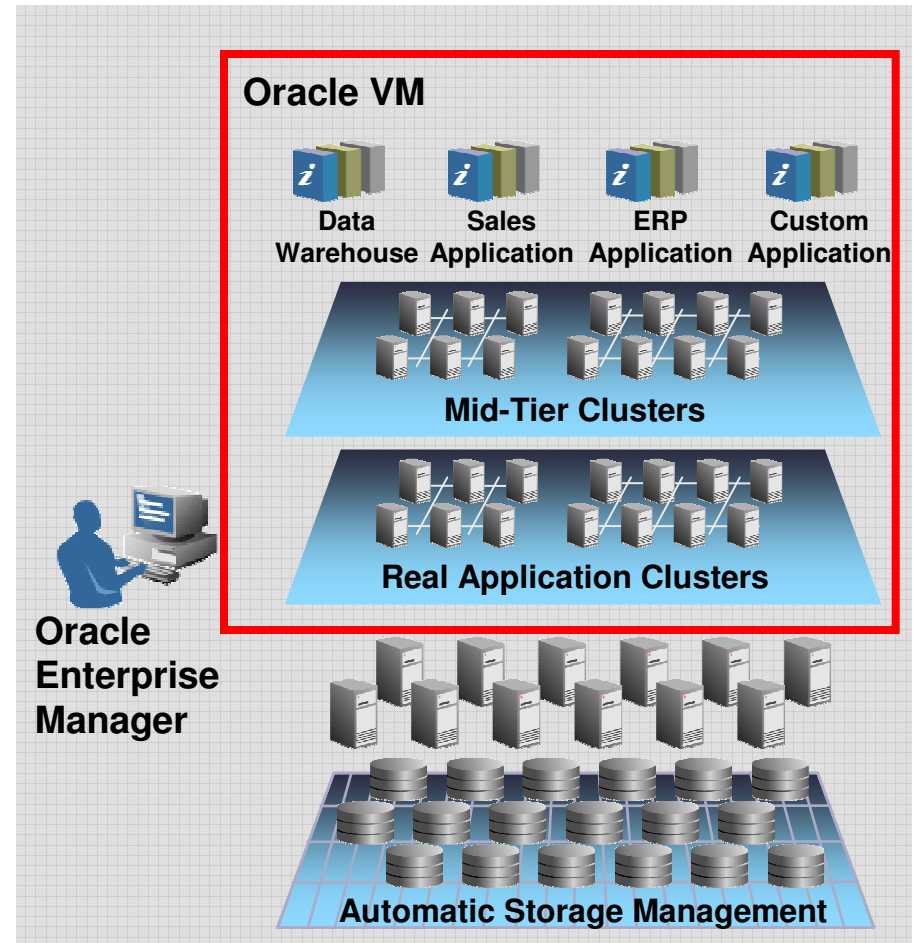 Oracle VM
i i i i
Data Sales ERP Custom
Warehouse Application Application Application
Mid-Tier Clusters
Real Application Clusters
Oracle
Enterprise
Manager
Automatic Storage Management